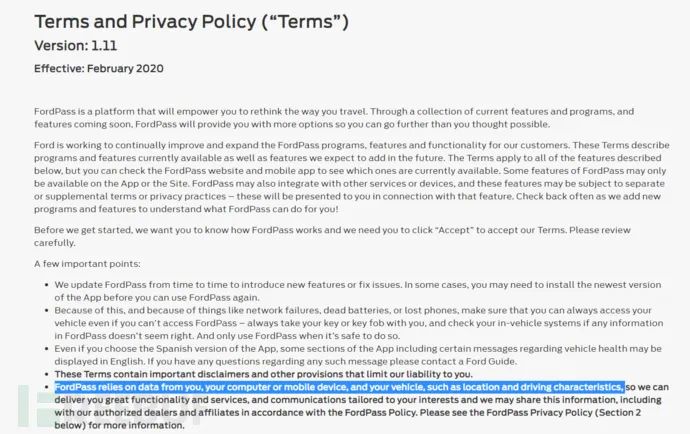 Terms and Privacy Policy (“Terms”)
Version: 1.11
Effective: February 2020
FordPass is a platform that will empower you to rethink the way you travel. Through a collection of current features and programs, and
features coming soon, FordPass will provide you with more options so you can go further than you thought possible.
Ford is working to continually improve and expand the FordPass programs, features and functionality for our customers. These Terms describe
programs and features currently available as well as features we expect to add in the future. The Terms apply to all of the features described
below, but you can check the FordPass website and mobile app to see which ones are currently available. Some features of FordPass may only
be available on the App or the Site. FordPass may also integrate with other services or devices, and these features may be subject to separate
or supplemental terms or privacy practices – these will be presented to you in connection with that feature. Check back often as we add new
programs and features to understand what FordPass can do for you!
Before we get started, we want you to know how FordPass works and we need you to click “Accept” to accept our Terms. Please review
carefully.
A few important points:
• We update FordPass from time to time to introduce new features or fix issues. In some cases, you may need to install the newest version
of the App before you can use FordPass again.
• Because of this, and because of things like network failures, dead batteries, or lost phones, make sure that you can always access your
vehicle even if you can’t access FordPass – always take your key or key fob with you, and check your in-vehicle systems if any information
in FordPass doesn’t seem right. And only use FordPass when it’s safe to do so.
• Even if you choose the Spanish version of the App, some sections of the App including certain messages regarding vehicle health may be
displayed in English. If you have any questions regarding any such message please contact a Ford Guide.
• These Terms contain important disclaimers and other provisions that limit our liability to you.
• FordPass relies on data from you, your computer or mobile device, and your vehicle, such as location and driving characteristics, so we can
deliver you great functionality and services, and communications tailored to your interests and we may share this information, including
with our authorized dealers and affiliates in accordance with the FordPass Policy. Please see the FordPass Privacy Policy (Section 2
below) for more information.